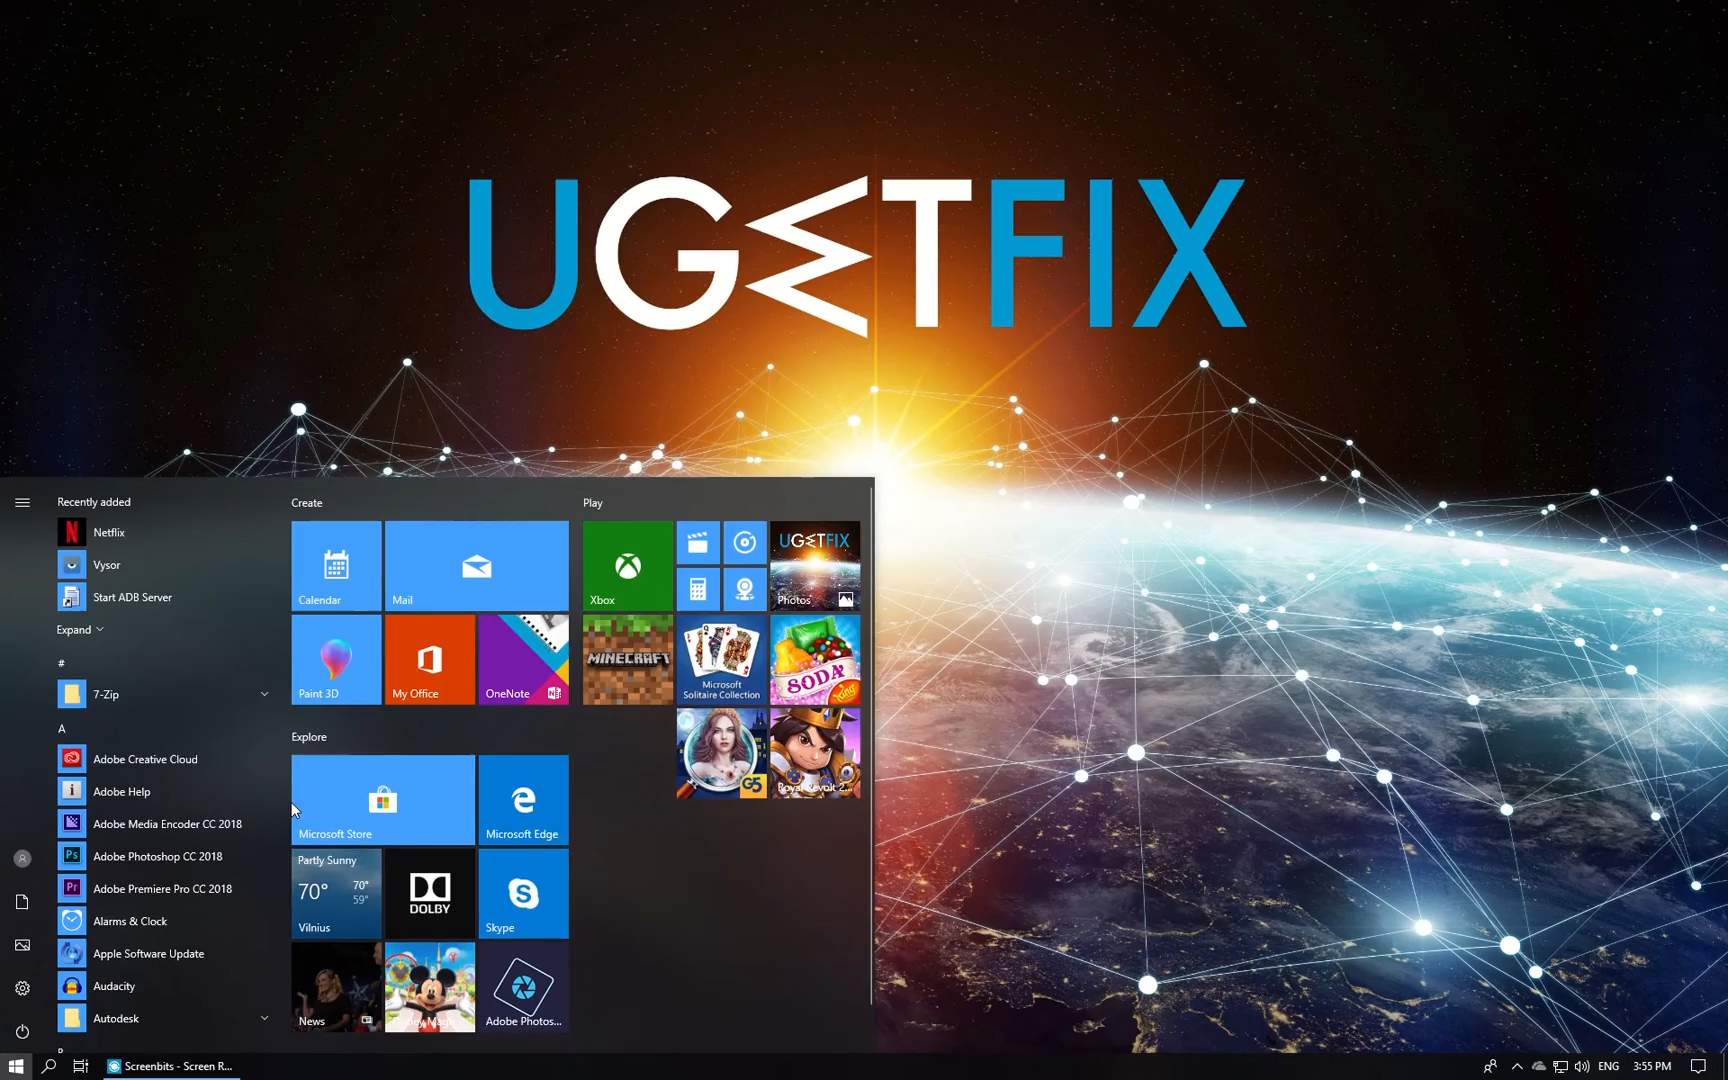 UGETFIX
Recently added
Netflix
Vysor
Start ADB Server
Expand
#
7-Zip
A
Adobe Creative Cloud
Adobe Help
Adobe Media Encoder CC 2018
Adobe Photoshop CC 2018
Adobe Premiere Pro CC 2018
Alarms & Clock
Apple Software Update
Audacity
Autodesk
Create
Calendar
Mail
Paint 3D
My Office
OneNote
Explore
Microsoft Store
Microsoft Edge
Partly Sunny
70°
70°
59°
Vilnius
DOLBY
Skype
News
Adobe Photos...
Play
Xbox
UGETFIX
Photos
MINECRAFT
Microsoft
Solitaire Collection
SODA
King
G5
Royal Revolt 2...
Screenbits - Screen R...
ENG
3:55 PM